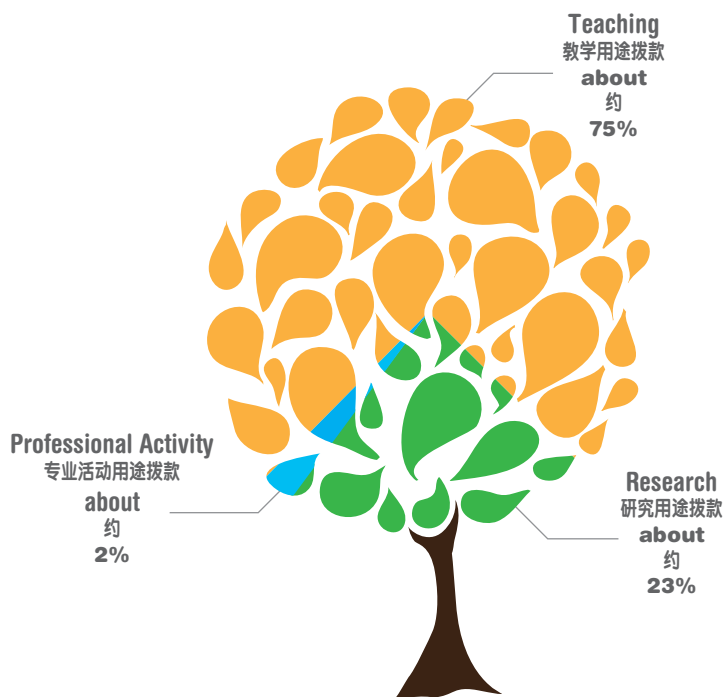 Teaching
教学用途拨款
about
约
75%
Professional Activity
专业活动用途拨款
about
约
2%
Research
研究用途拨款
about
约
23%